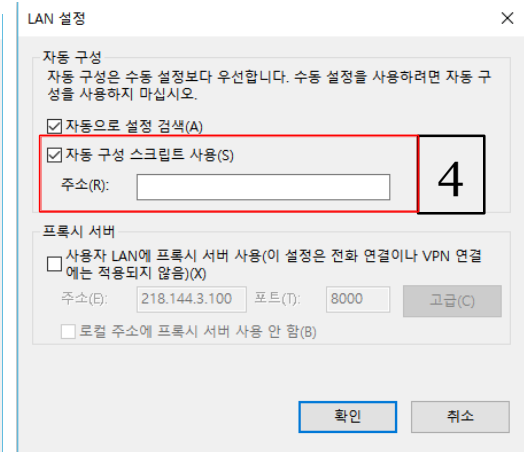 LAN 설정
자동 구성
자동 구성은 수동 설정보다 우선합니다. 수동 설정을 사용하려면 자동 구
성을 사용하지 마십시오.
자동으로 설정 검색(A)
자동 구성 스크립트 사용(S)
주소(R):
4
프록시 서버
사용자 LAN에 프록시 서버 사용(이 설정은 전화 연결이나 VPN 연결
에는 적용되지 않음)(X)
주소(E): 218.144.3.100 포트(T): 8000 고급(C)
로컬 주소에 프록시 서버 사용 안 함(B)
확인 취소